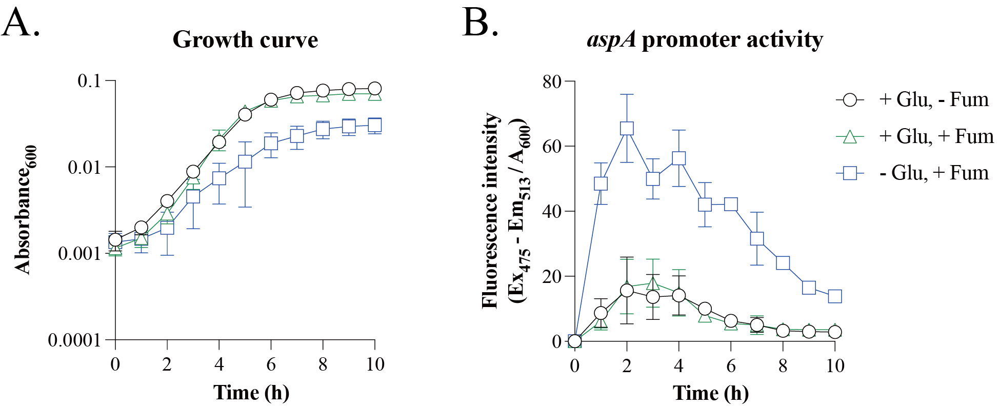 A.
Growth curve
Absorbance600
0.1
0.01
0.001
0.0001
0 2 4 6 8 10
Time (h)
B.
aspA promoter activity
Fluorescence intensity
(Ex475 - Em513 / A600)
80
60
40
20
0
0 2 4 6 8 10
Time (h)
+ Glu, - Fum
+ Glu, + Fum
- Glu, + Fum